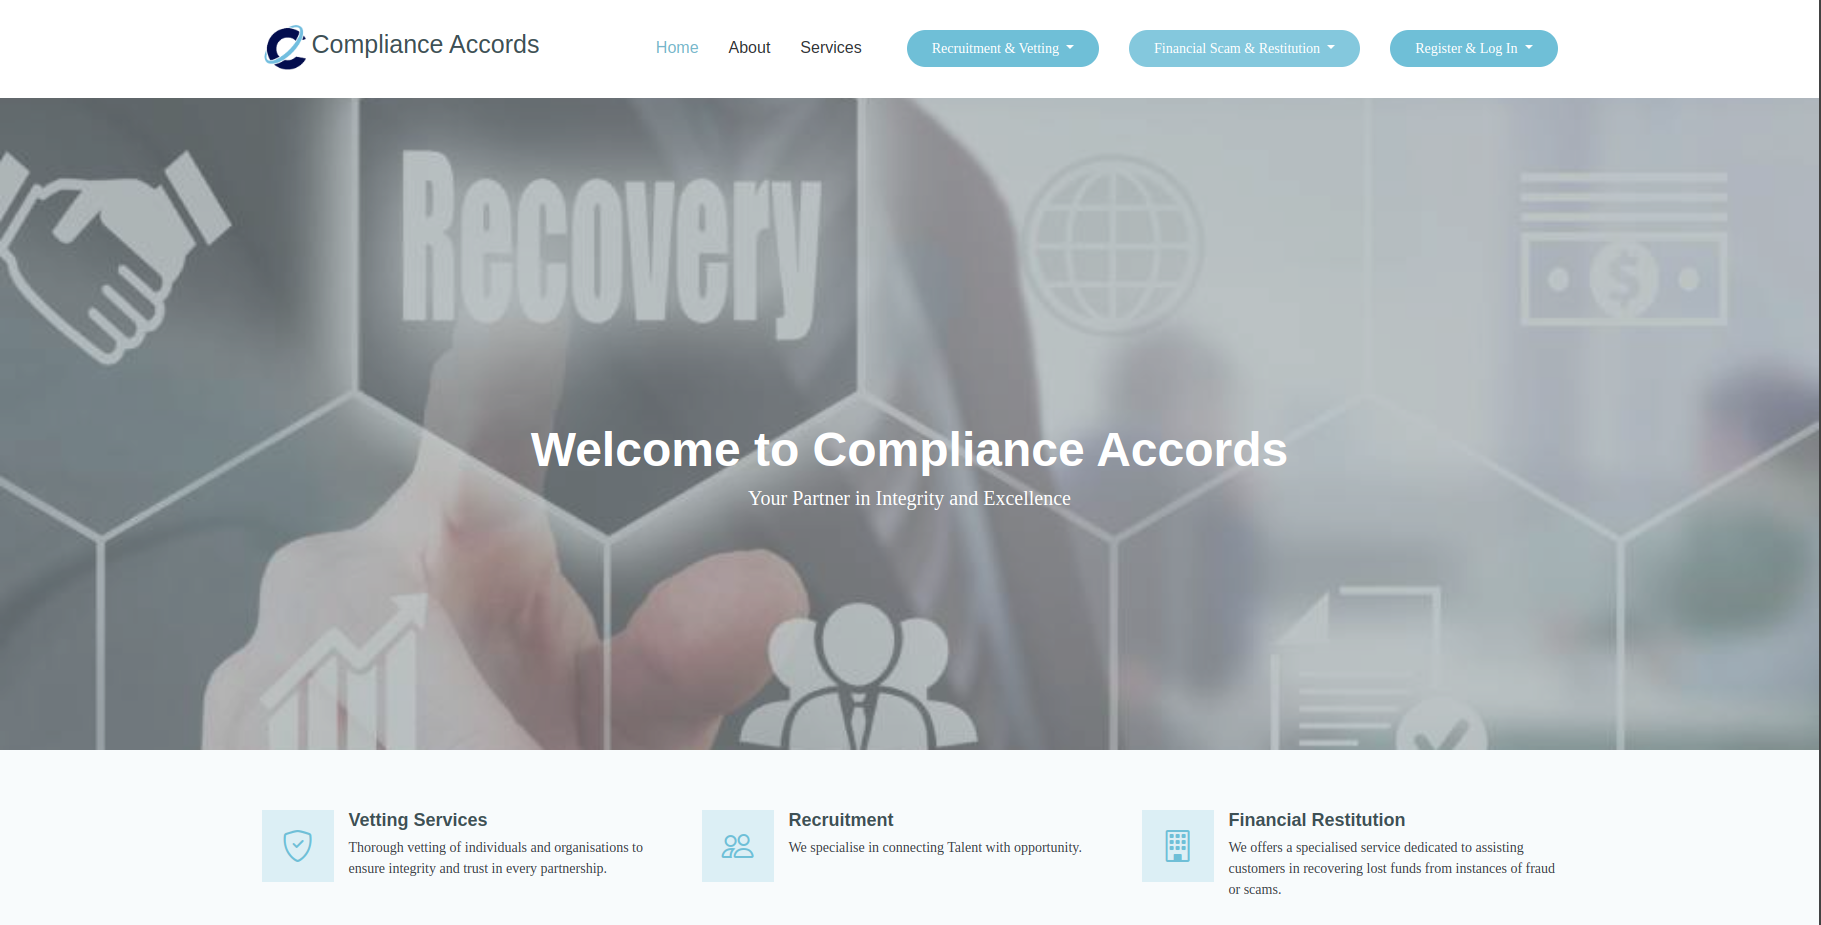 Compliance Accords
Home About Services Recruitment & Vetting Financial Scam & Restitution Register & Log In
Recovery
$
Welcome to Compliance Accords
Your Partner in Integrity and Excellence
Vetting Services
Thorough vetting of individuals and organisations to
ensure integrity and trust in every partnership.
Recruitment
We specialise in connecting Talent with opportunity.
Financial Restitution
We offers a specialised service dedicated to assisting
customers in recovering lost funds from instances of fraud
or scams.